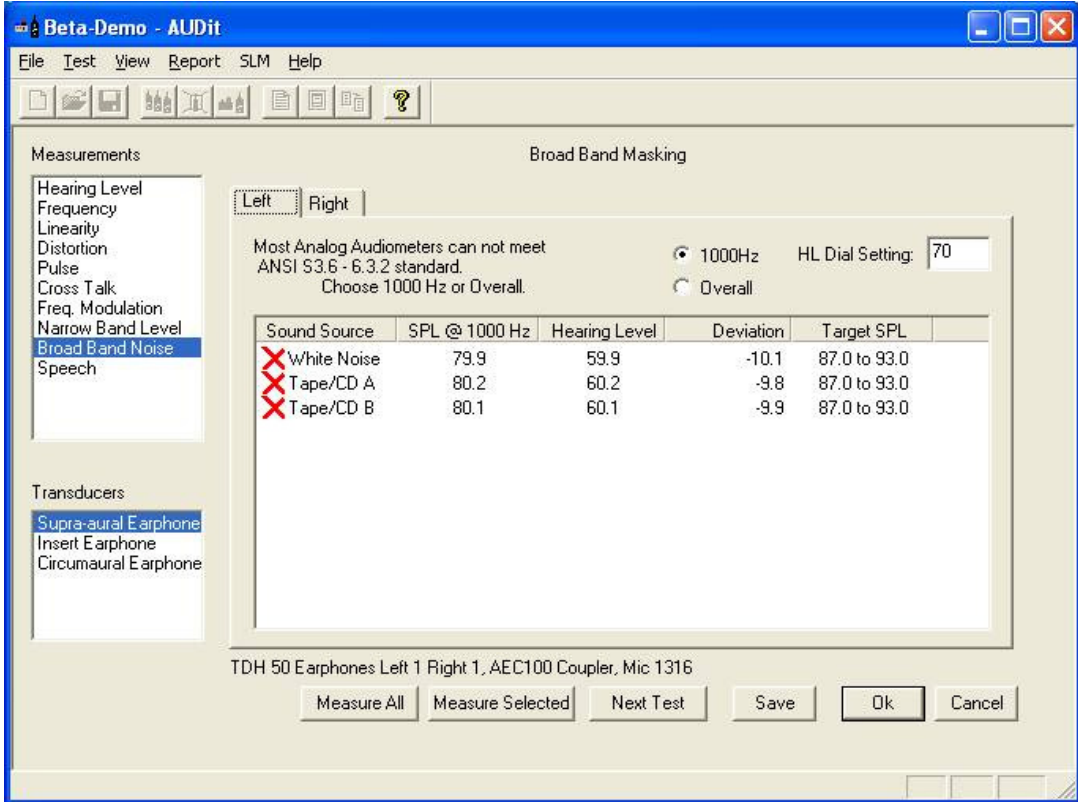 Beta-Demo - AUDit
File Test View Report SLM Help
Measurements
Hearing Level
Frequency
Linearity
Distortion
Pulse
Cross Talk
Freq. Modulation
Narrow Band Level
Broad Band Noise
Speech
Transducers
Supra-aural Earphone
Insert Earphone
Circumaural Earphone
Broad Band Masking
Left Right
Most Analog Audiometers can not meet
ANSI S3.6 - 6.3.2 standard.
Choose 1000 Hz or Overall.
1000Hz
Overall
HL Dial Setting: 70
Sound Source SPL @ 1000 Hz Hearing Level Deviation Target SPL
White Noise 79.9 59.9 -10.1 87.0 to 93.0
Tape/CD A 80.2 60.2 -9.8 87.0 to 93.0
Tape/CD B 80.1 60.1 -9.9 87.0 to 93.0
TDH 50 Earphones Left 1 Right 1, AEC100 Coupler, Mic 1316
Measure All Measure Selected Next Test Save Ok Cancel